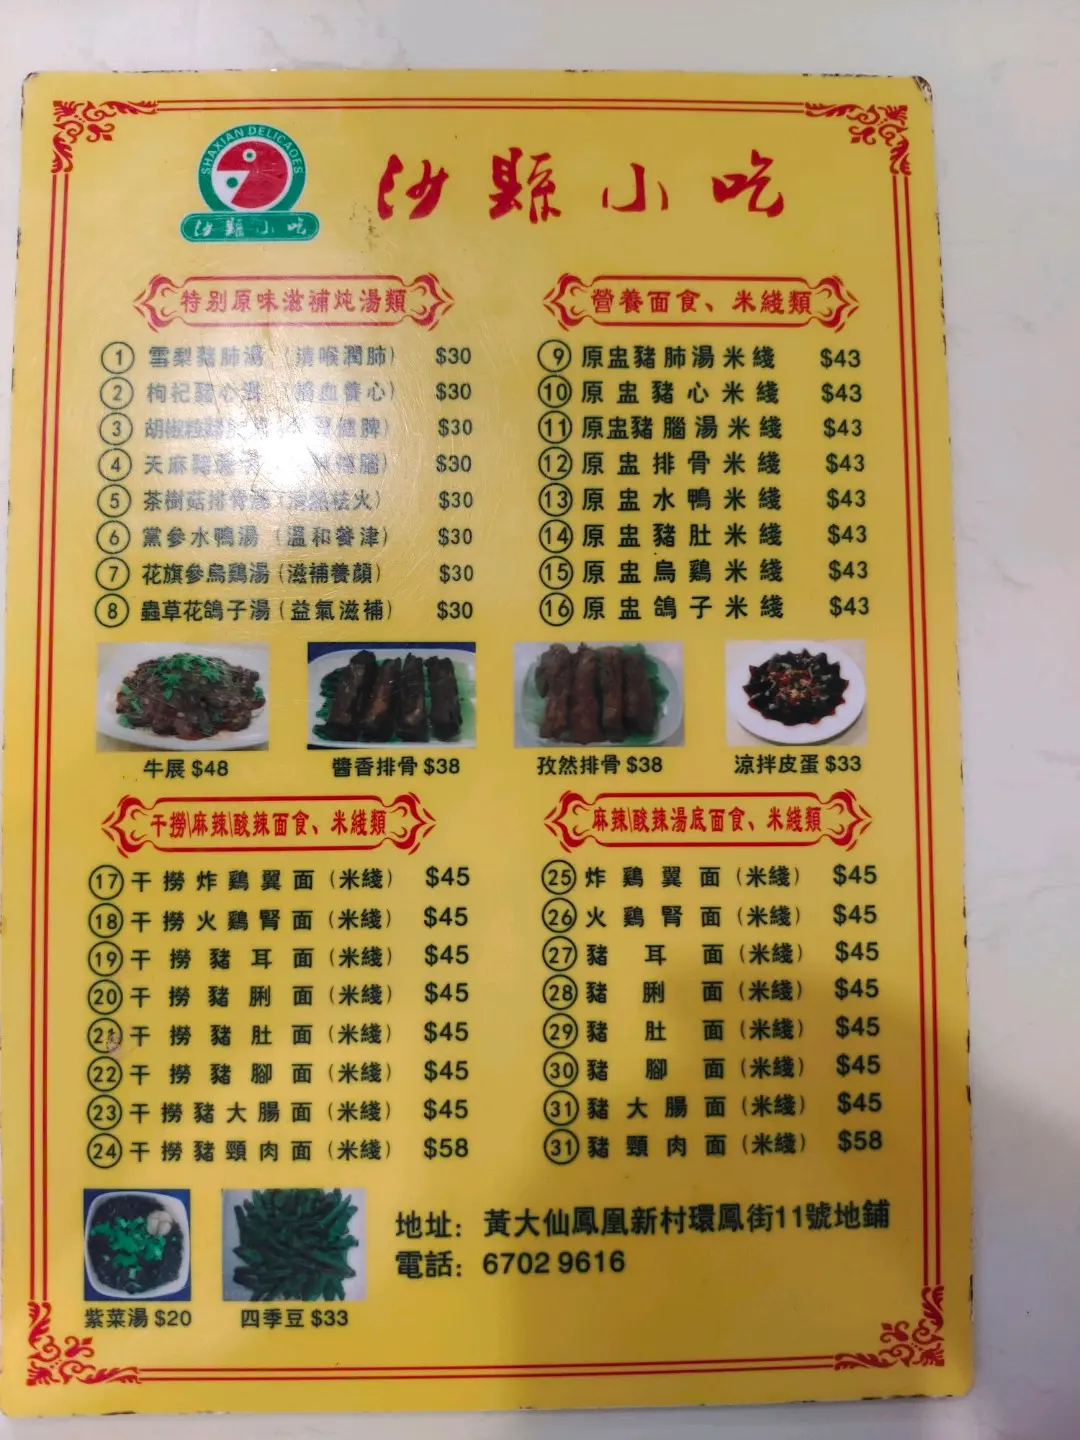 SHAXIAN DELICADES
沙縣小吃
沙縣小吃
特别原味滋補炖湯類
① 雪梨豬肺湯（清喉潤肺） $30
② 枸杞豬心湯（補血養心） $30
③ 胡椒 健脾） $30
④ 天麻豬 腦） $30
⑤ 茶樹菇排骨湯（清熱祛火） $30
⑥ 黨參水鴨湯（溫和養津） $30
⑦ 花旗參烏鷄湯（滋補養顏） $30
⑧ 蟲草花鴿子湯（益氣滋補） $30
營養面食、米綫類
⑨ 原盅豬肺湯米綫 $43
⑩ 原盅豬心米綫 $43
⑪ 原盅豬腦湯米綫 $43
⑫ 原盅排骨米綫 $43
⑬ 原盅水鴨米綫 $43
⑭ 原盅豬肚米綫 $43
⑮ 原盅烏鷄米綫 $43
⑯ 原盅鴿子米綫 $43
牛展 $48
醬香排骨 $38
孜然排骨 $38
涼拌皮蛋 $33
干撈\麻辣\酸辣面食、米綫類
⑰ 干撈炸鷄翼面（米綫） $45
⑱ 干撈火鷄腎面（米綫） $45
⑲ 干撈豬耳面（米綫） $45
⑳ 干撈豬脷面（米綫） $45
㉑ 干撈豬肚面（米綫） $45
㉒ 干撈豬腳面（米綫） $45
㉓ 干撈豬大腸面（米綫） $45
㉔ 干撈豬頸肉面（米綫） $58
麻辣\酸辣湯底面食、米綫類
㉕ 炸鷄翼面（米綫） $45
㉖ 火鷄腎面（米綫） $45
㉗ 豬耳面（米綫） $45
㉘ 豬脷面（米綫） $45
㉙ 豬肚面（米綫） $45
㉚ 豬腳面（米綫） $45
㉛ 豬大腸面（米綫） $45
㉛ 豬頸肉面（米綫） $58
紫菜湯 $20
四季豆 $33
地址：黃大仙鳳凰新村環鳳街11號地鋪
電話：6702 9616